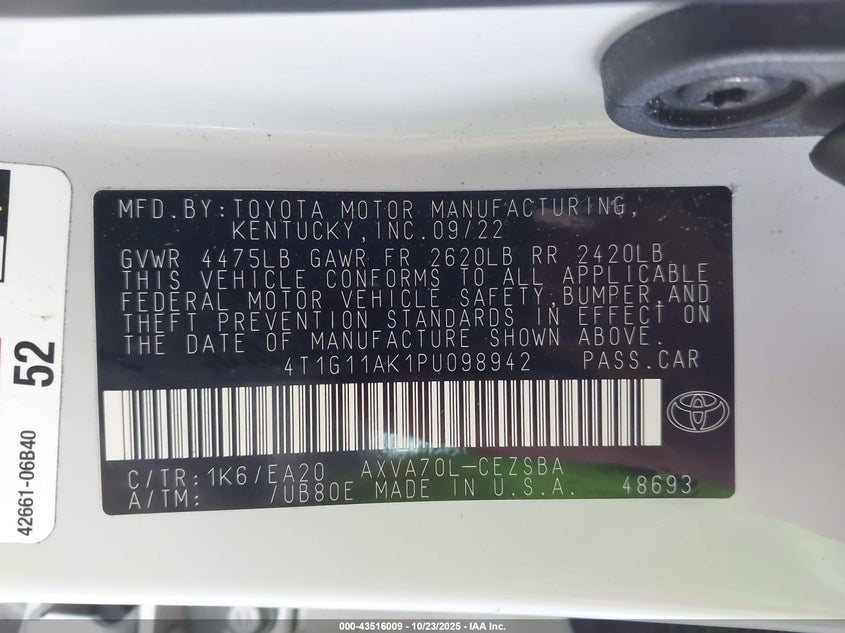 MFD.BY:TOYOTA MOTOR MANUFACTURING,
KENTUCKY,INC.09/22
GVWR 4475LB GAWR FR 2620LB RR 2420LB
THIS VEHICLE CONFORMS TO ALL APPLICABLE
FEDERAL MOTOR VEHICLE SAFETY,BUMPER,AND
THEFT PREVENTION STANDARDS IN EFFECT ON
THE DATE OF MANUFACTURE SHOWN ABOVE.
4T1G11AK1PU098942 PASS.CAR
C/TR:1K6/EA20 AXVA70L-CEZSBA
A/TM: /UB80E MADE IN U.S.A. 48693
52
42661-06B40
000-43516009 - 10/23/2025 - IAA Inc.